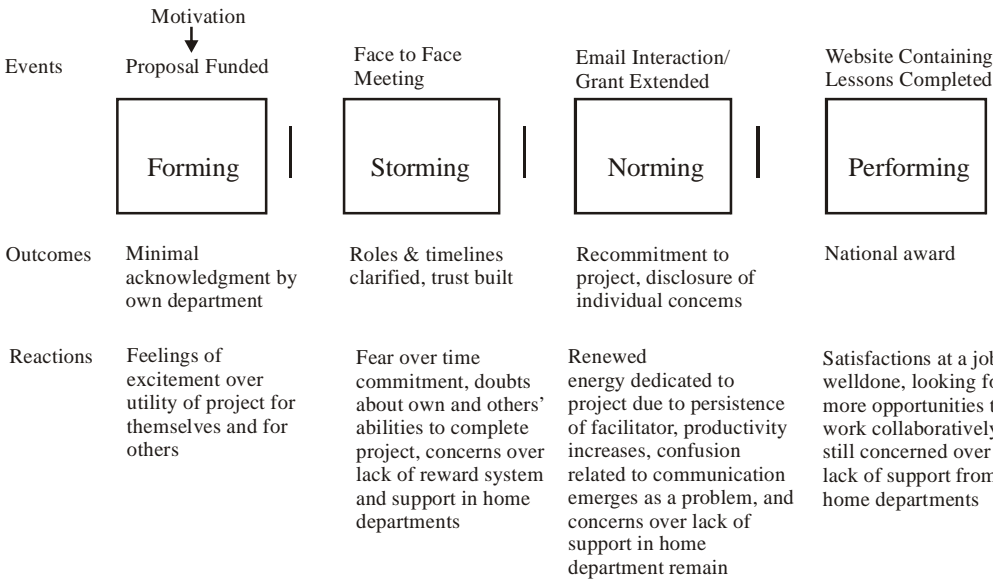 Motivation
Events
Proposal Funded
Face to Face
Meeting
Email Interaction/
Grant Extended
Website Containing
Lessons Completed
Forming
Storming
Norming
Performing
Outcomes
Minimal
acknowledgment by
own department
Roles & timelines
clarified, trust built
Recommitment to
project, disclosure of
individual concems
National award
Reactions
Feelings of
excitement over
utility of project for
themselves and for
others
Fear over time
commitment, doubts
about own and others’
abilities to complete
project, concerns over
lack of reward system
and support in home
departments
Renewed
energy dedicated to
project due to persistence
of facilitator, productivity
increases, confusion
related to communication
emerges as a problem, and
concerns over lack of
support in home
department remain
Satisfactions at a job
welldone, looking
more opportunities
work collaboratively
still concerned over
lack of support from
home departments